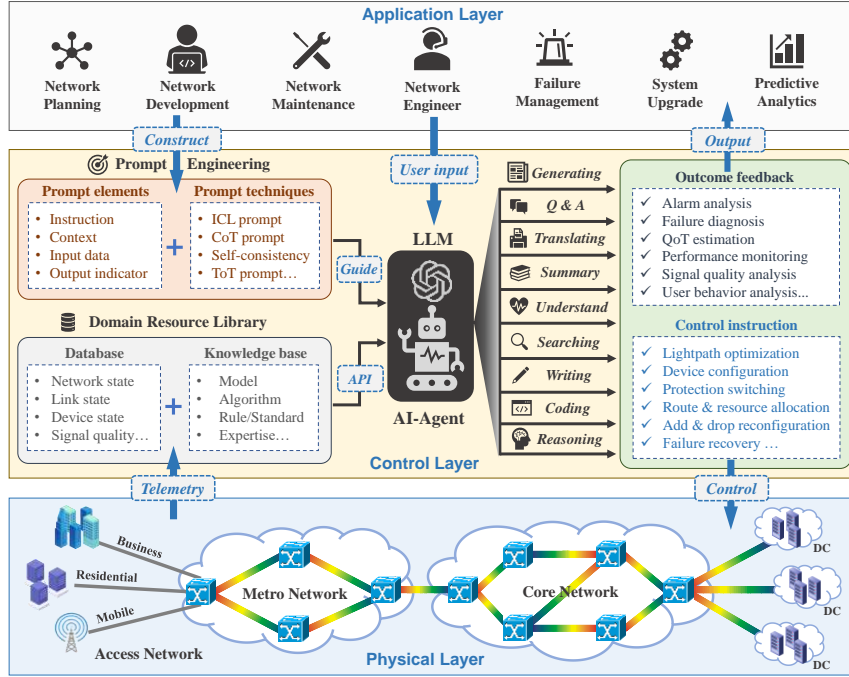 Application Layer
Network
Planning
Network
Development
Network
Maintenance
Network
Engineer
Failure
Management
System
Upgrade
Predictive
Analytics
Construct
User input
Output
Prompt Engineering
Prompt elements
• Instruction
• Context
• Input data
• Output indicator
+
Prompt techniques
• ICL prompt
• CoT prompt
• Self-consistency
• ToT prompt…
Guide
Domain Resource Library
Database
• Network state
• Link state
• Device state
• Signal quality…
+
Knowledge base
• Model
• Algorithm
• Rule/Standard
• Expertise…
API
LLM
AI-Agent
Generating
Q & A
Translating
Summary
Understand
Searching
Writing
Coding
Reasoning
Outcome feedback
✓ Alarm analysis
✓ Failure diagnosis
✓ QoT estimation
✓ Performance monitoring
✓ Signal quality analysis
✓ User behavior analysis...
Control instruction
✓ Lightpath optimization
✓ Device configuration
✓ Protection switching
✓ Route & resource allocation
✓ Add & drop reconfiguration
✓ Failure recovery …
Control Layer
Telemetry
Control
Business
Residential
Mobile
Access Network
Metro Network
Core Network
DC
DC
DC
Physical Layer